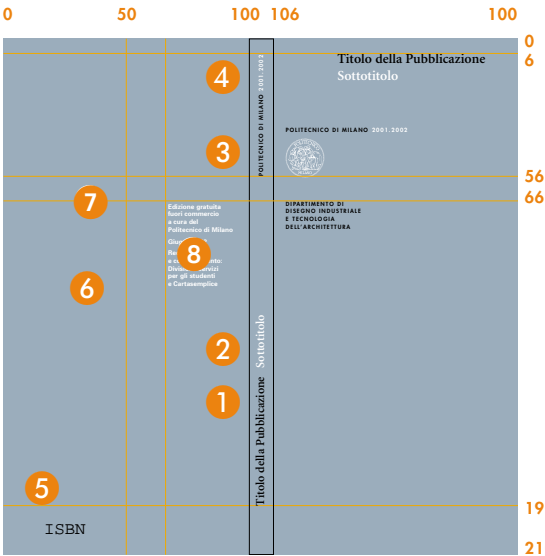 0 50 100 106 100
0
6
56
66
19
21
4
3
7
8
6
2
1
5
Edizione gratuita
fuori commercio
a cura del
Politecnico di Milano
per gli studenti
e Cartasemplice
ISBN
POLITECNICO DI MILANO 2001.2002
Titolo della Pubblicazione Sottotitolo
Titolo della Pubblicazione
Sottotitolo
POLITECNICO DI MILANO 2001.2002
DIPARTIMENTO DI
DISEGNO INDUSTRIALE
E TECNOLOGIA
DELL'ARCHITETTURA